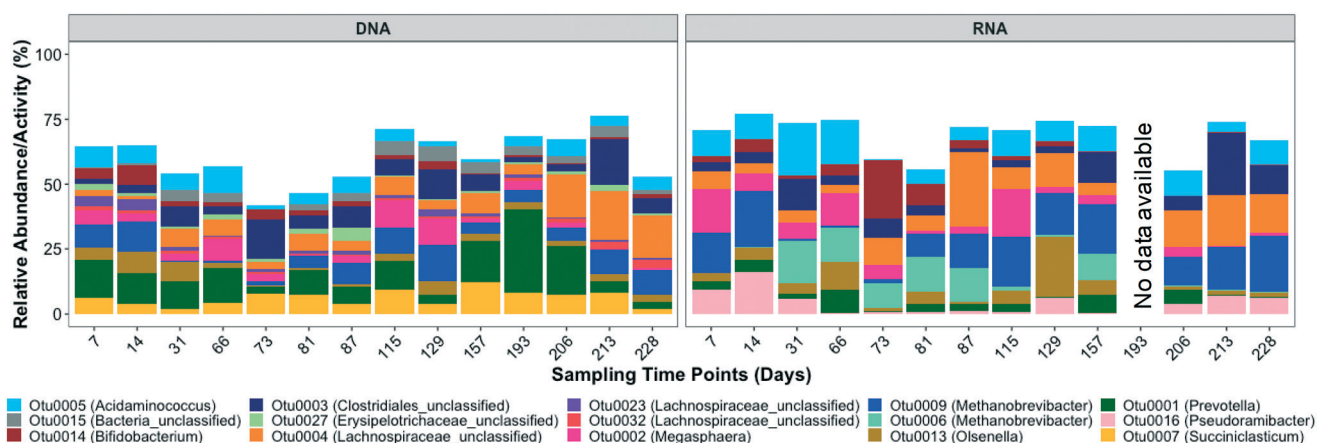 DNA
RNA
Relative Abundance/Activity (%)
100
75
50
25
0
No data available
7 14 31 66 73 81 87 115 129 157 193 206 213 228
7 14 31 66 73 81 87 115 129 157 193 206 213 228
Sampling Time Points (Days)
Otu0005 (Acidaminococcus) Otu0003 (Clostridiales_unclassified) Otu0023 (Lachnospiraceae_unclassified) Otu0009 (Methanobrevibacter) Otu0001 (Prevotella)
Otu0015 (Bacteria_unclassified) Otu0027 (Erysipelotrichaceae_unclassified) Otu0032 (Lachnospiraceae_unclassified) Otu0006 (Methanobrevibacter) Otu0016 (Pseudoramibacter)
Otu0014 (Bifidobacterium) Otu0004 (Lachnospiraceae_unclassified) Otu0002 (Megasphaera) Otu0013 (Olsenella) Otu0007 (Succiniclasticum)